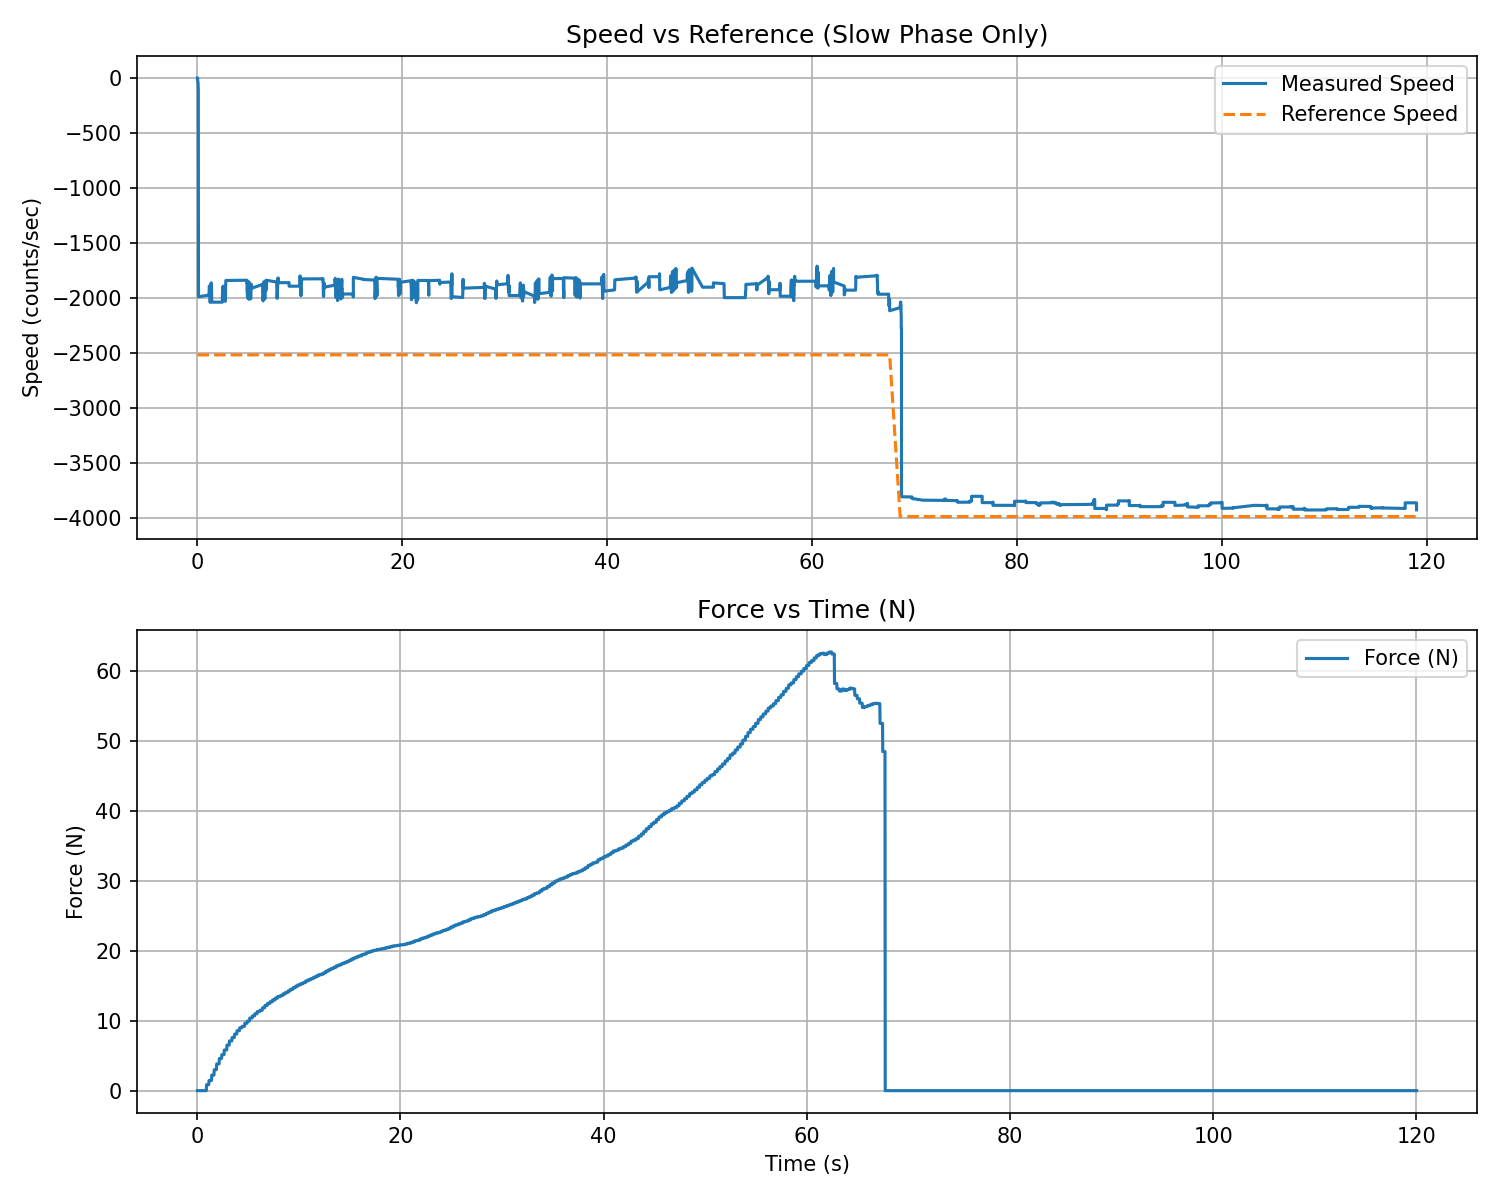 Speed vs Reference (Slow Phase Only)
Speed (counts/sec)
0
−500
−1000
−1500
−2000
−2500
−3000
−3500
−4000
Measured Speed
Reference Speed
0 20 40 60 80 100 120
Force vs Time (N)
Force (N)
60
50
40
30
20
10
0
Force (N)
0 20 40 60 80 100 120
Time (s)